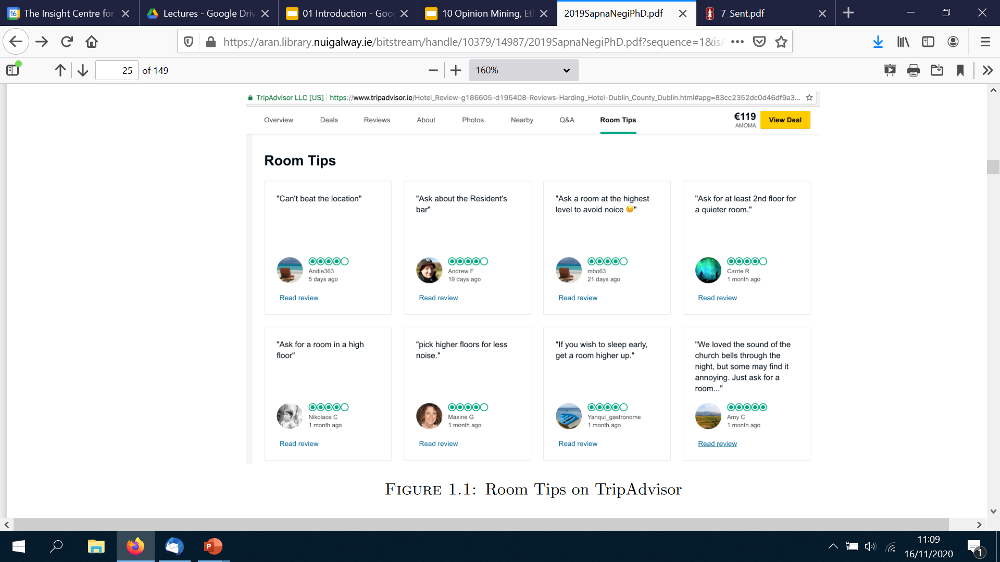 The Insight Centre for
Lectures - Google Driv
01 Introduction - Goo
10 Opinion Mining, Et
2019SapnaNegiPhD.pdf
7_Sent.pdf
https://aran.library.nuigalway.ie/bitstream/handle/10379/14987/2019SapnaNegiPhD.pdf?sequence=1&is
25 of 149
160%
TripAdvisor LLC [US]
https://www.tripadvisor.ie/Hotel_Review-g186605-d195408-Reviews-Harding_Hotel-Dublin_County_Dublin.html#apg=83cc2352dc0d46df9a3...
Overview
Deals
Reviews
About
Photos
Nearby
Q&A
Room Tips
€119
AMOMA
View Deal
Room Tips
"Can't beat the location"
Andie363
5 days ago
Read review
"Ask about the Resident's
bar"
Andrew F
19 days ago
Read review
"Ask a room at the highest
level to avoid noice 😉"
mbo63
21 days ago
Read review
"Ask for at least 2nd floor for
a quieter room."
Carrie R
1 month ago
Read review
"Ask for a room in a high
floor"
Nikolaos C
1 month ago
Read review
"pick higher floors for less
noise."
Maxine G
1 month ago
Read review
"If you wish to sleep early,
get a room higher up."
Yanqui_gastronome
1 month ago
Read review
"We loved the sound of the
church bells through the
night, but some may find it
annoying. Just ask for a
room..."
Amy C
1 month ago
Read review
FIGURE 1.1: Room Tips on TripAdvisor
11:09
16/11/2020
1